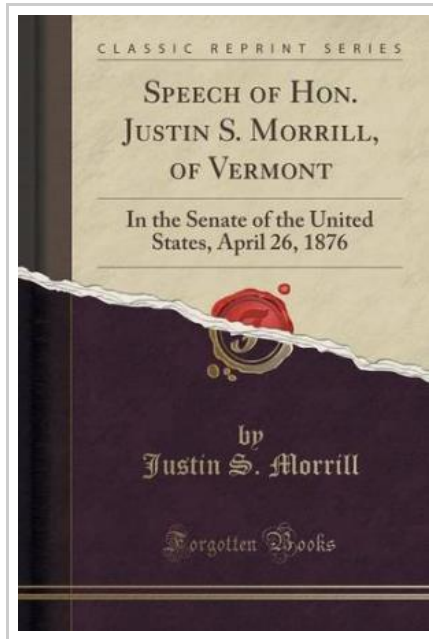 CLASSIC REPRINT SERIES
SPEECH OF HON.
JUSTIN S. MORRILL,
OF VERMONT
In the Senate of the United
States, April 26, 1876
by
Justin S. Morrill
Forgotten Books